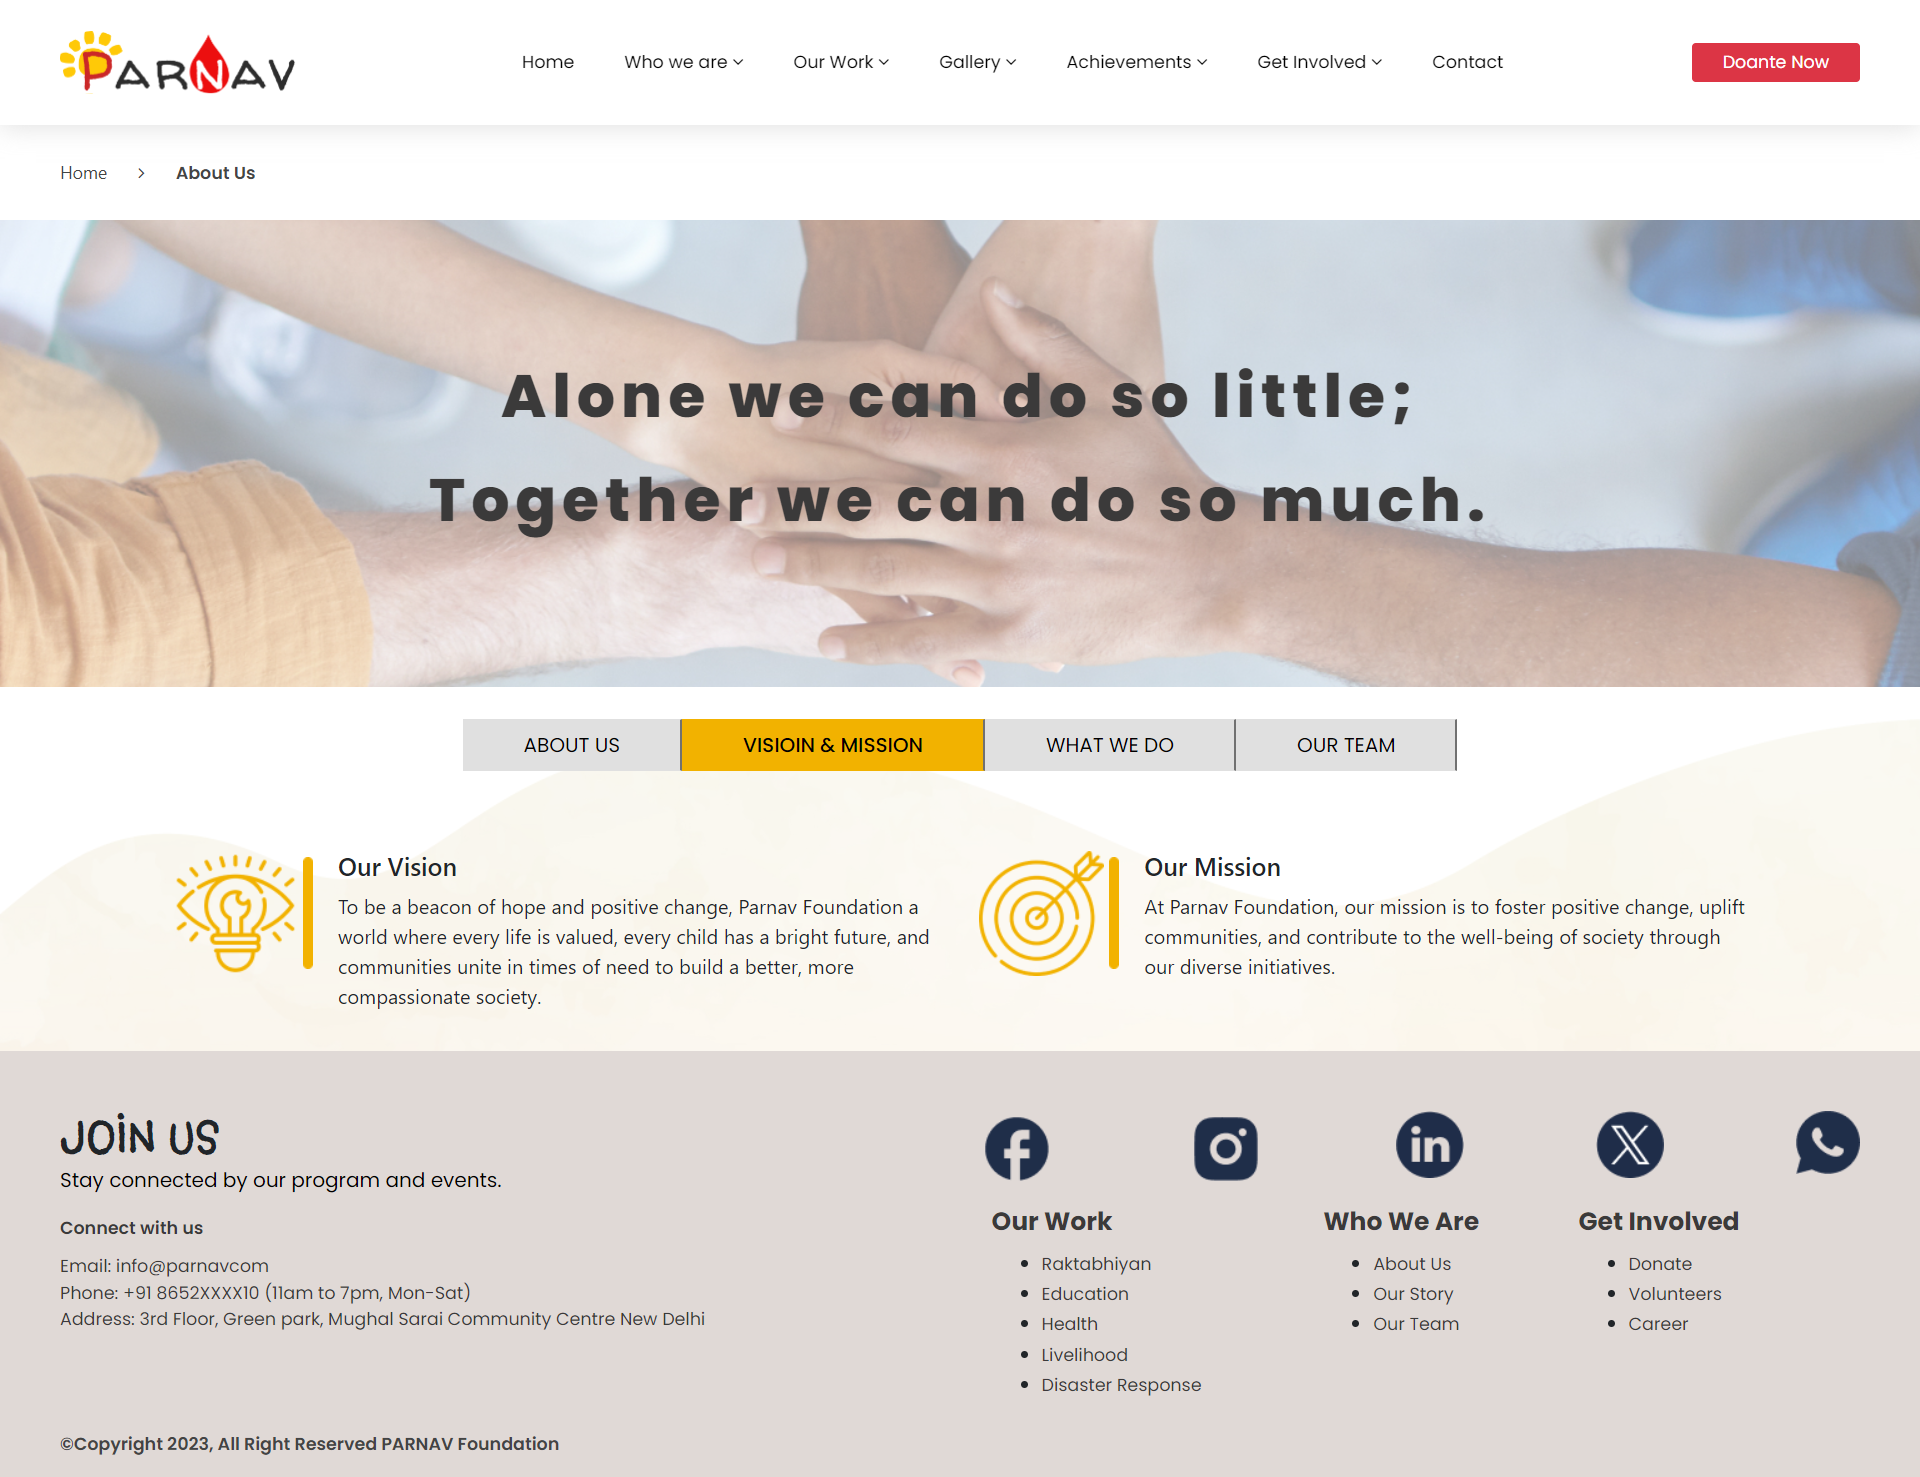 PARNAV
Home
Who we are
Our Work
Gallery
Achievements
Get Involved
Contact
Doante Now
Home > About Us
Alone we can do so little;
Together we can do so much.
ABOUT US
VISIOIN & MISSION
WHAT WE DO
OUR TEAM
Our Vision
To be a beacon of hope and positive change, Parnav Foundation a
world where every life is valued, every child has a bright future, and
communities unite in times of need to build a better, more
compassionate society.
Our Mission
At Parnav Foundation, our mission is to foster positive change, uplift
communities, and contribute to the well-being of society through
our diverse initiatives.
JOIN US
Stay connected by our program and events.
Connect with us
Email: info@parnavcom
Phone: +91 8652XXXX10 (11am to 7pm, Mon-Sat)
Address: 3rd Floor, Green park, Mughal Sarai Community Centre New Delhi
Our Work
Raktabhiyan
Education
Health
Livelihood
Disaster Response
Who We Are
About Us
Our Story
Our Team
Get Involved
Donate
Volunteers
Career
©Copyright 2023, All Right Reserved PARNAV Foundation